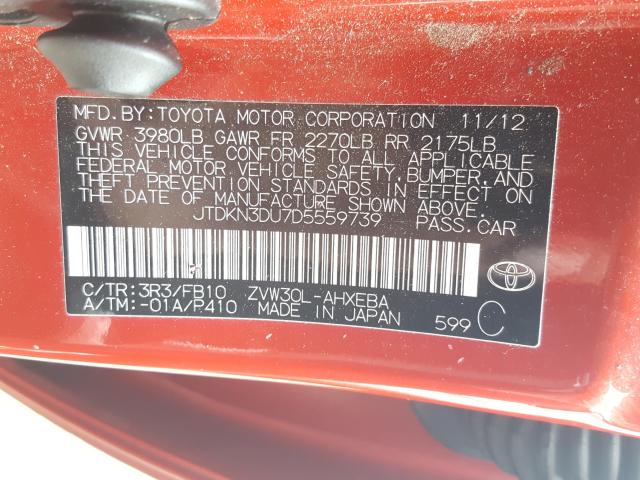 MFD. BY: TOYOTA MOTOR CORPORATION 11/12
GVWR 3980LB GAWR FR 2270LB RR 2175LB
THIS VEHICLE CONFORMS TO ALL APPLICABLE
FEDERAL MOTOR VEHICLE SAFETY, BUMPER, AND
THEFT PREVENTION STANDARDS IN EFFECT ON
THE DATE OF MANUFACTURE SHOWN ABOVE.
JTDKN3DU7D5559739 PASS. CAR
C/TR: 3R3/FB10 ZVW30L-AHXEBA
A/TM: -01A/P410 MADE IN JAPAN 599 C